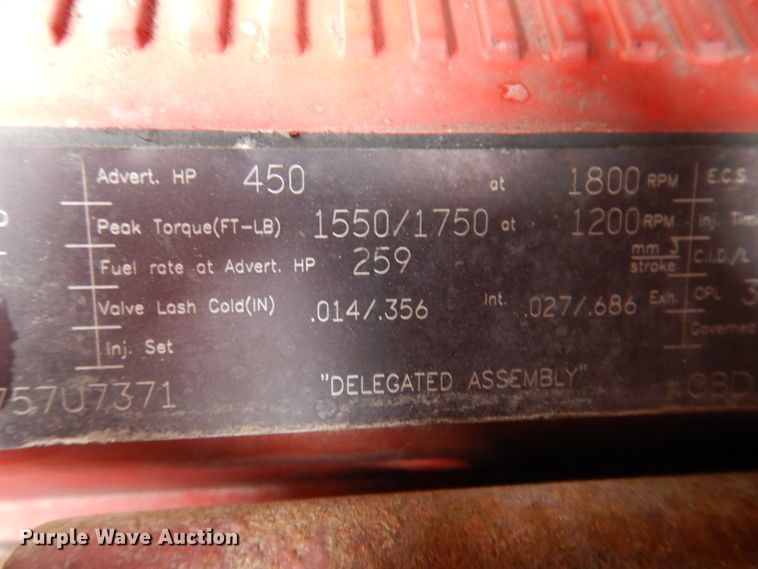 Advert. HP 450 at 1800 RPM E.C.S.
Peak Torque(FT-LB) 1550/1750 at 1200 RPM Inj. Tim
Fuel rate at Advert. HP 259 mm 3 stroke C.I.D./L
Valve Lash Cold(IN) .014/.356 Int. .027/.686 Exh. CPL 3
Inj. Set Governed
757U7371 "DELEGATED ASSEMBLY"
Purple Wave Auction